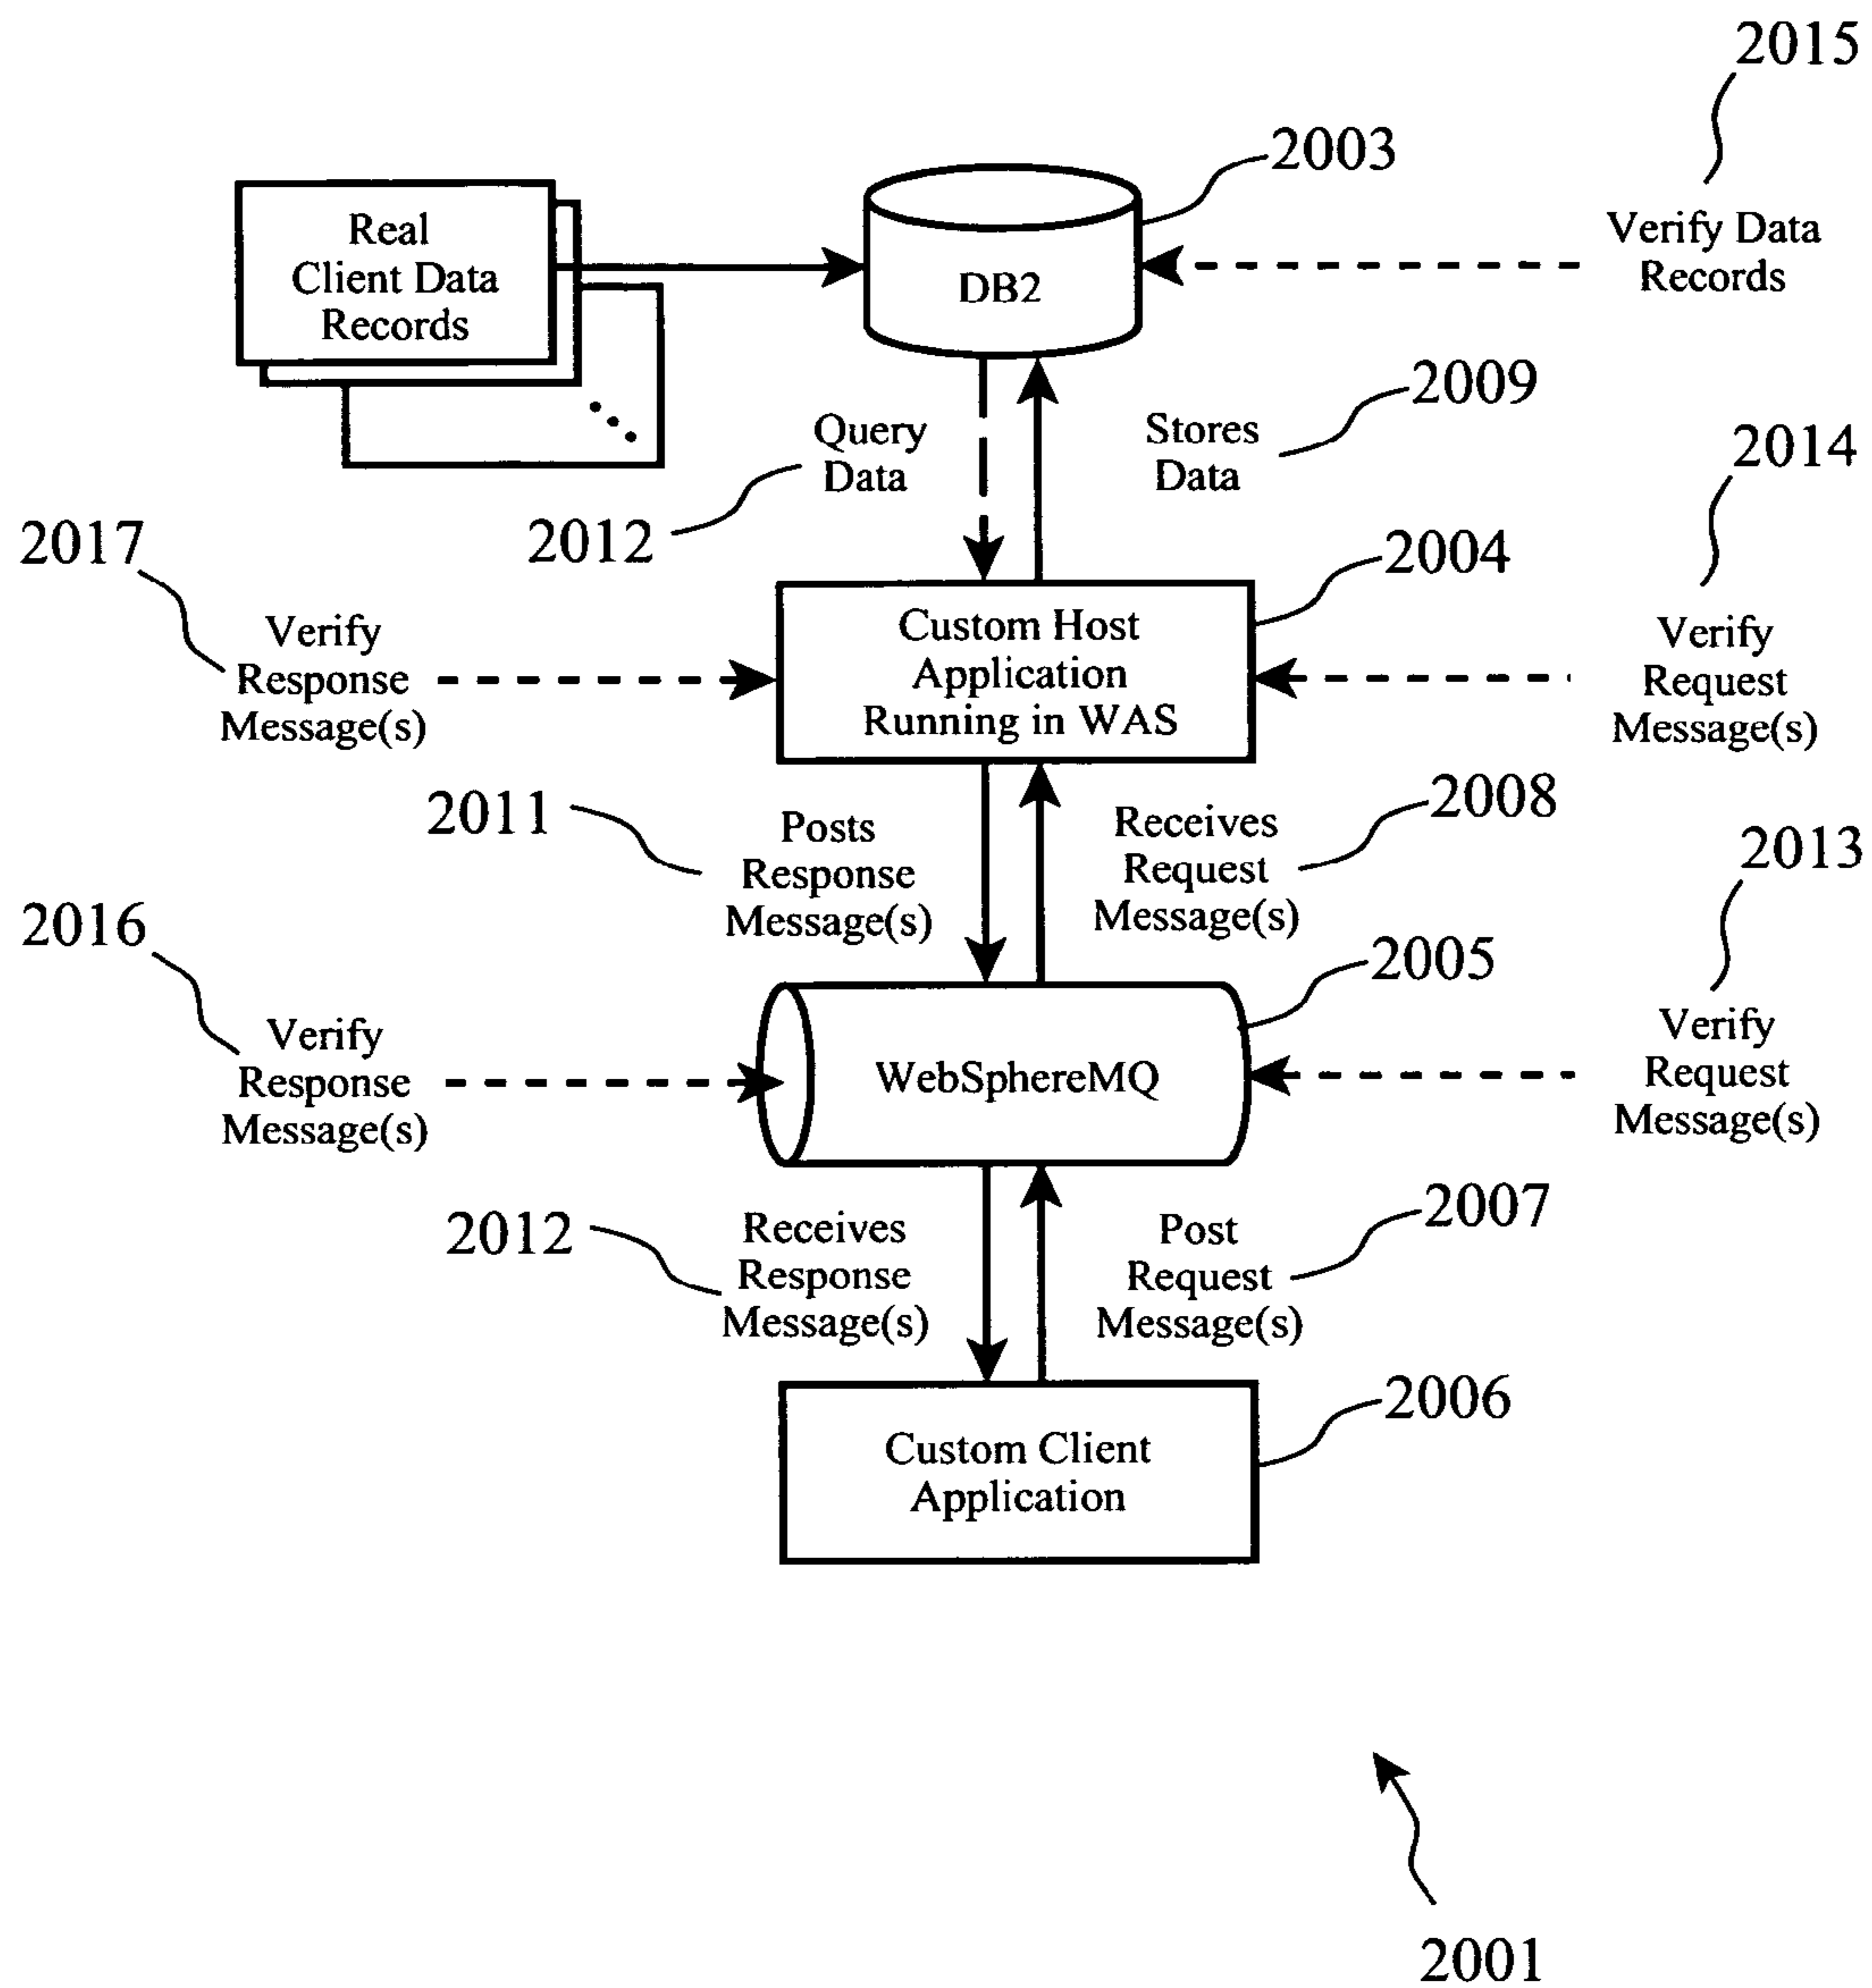 2015
2003
Real
Client Data
Records
DB2
Verify Data
Records
2009
Query
Data
Stores
Data
2014
2017
2012
2004
Verify
Response
Message(s)
Custom Host
Application
Running in WAS
Verify
Request
Message(s)
2011
Posts
Response
Message(s)
Receives
Request
Message(s)
2008
2013
2016
2005
Verify
Response
Message(s)
WebSphereMQ
Verify
Request
Message(s)
2012
Receives
Response
Message(s)
Post
Request
Message(s)
2007
2006
Custom Client
Application
2001